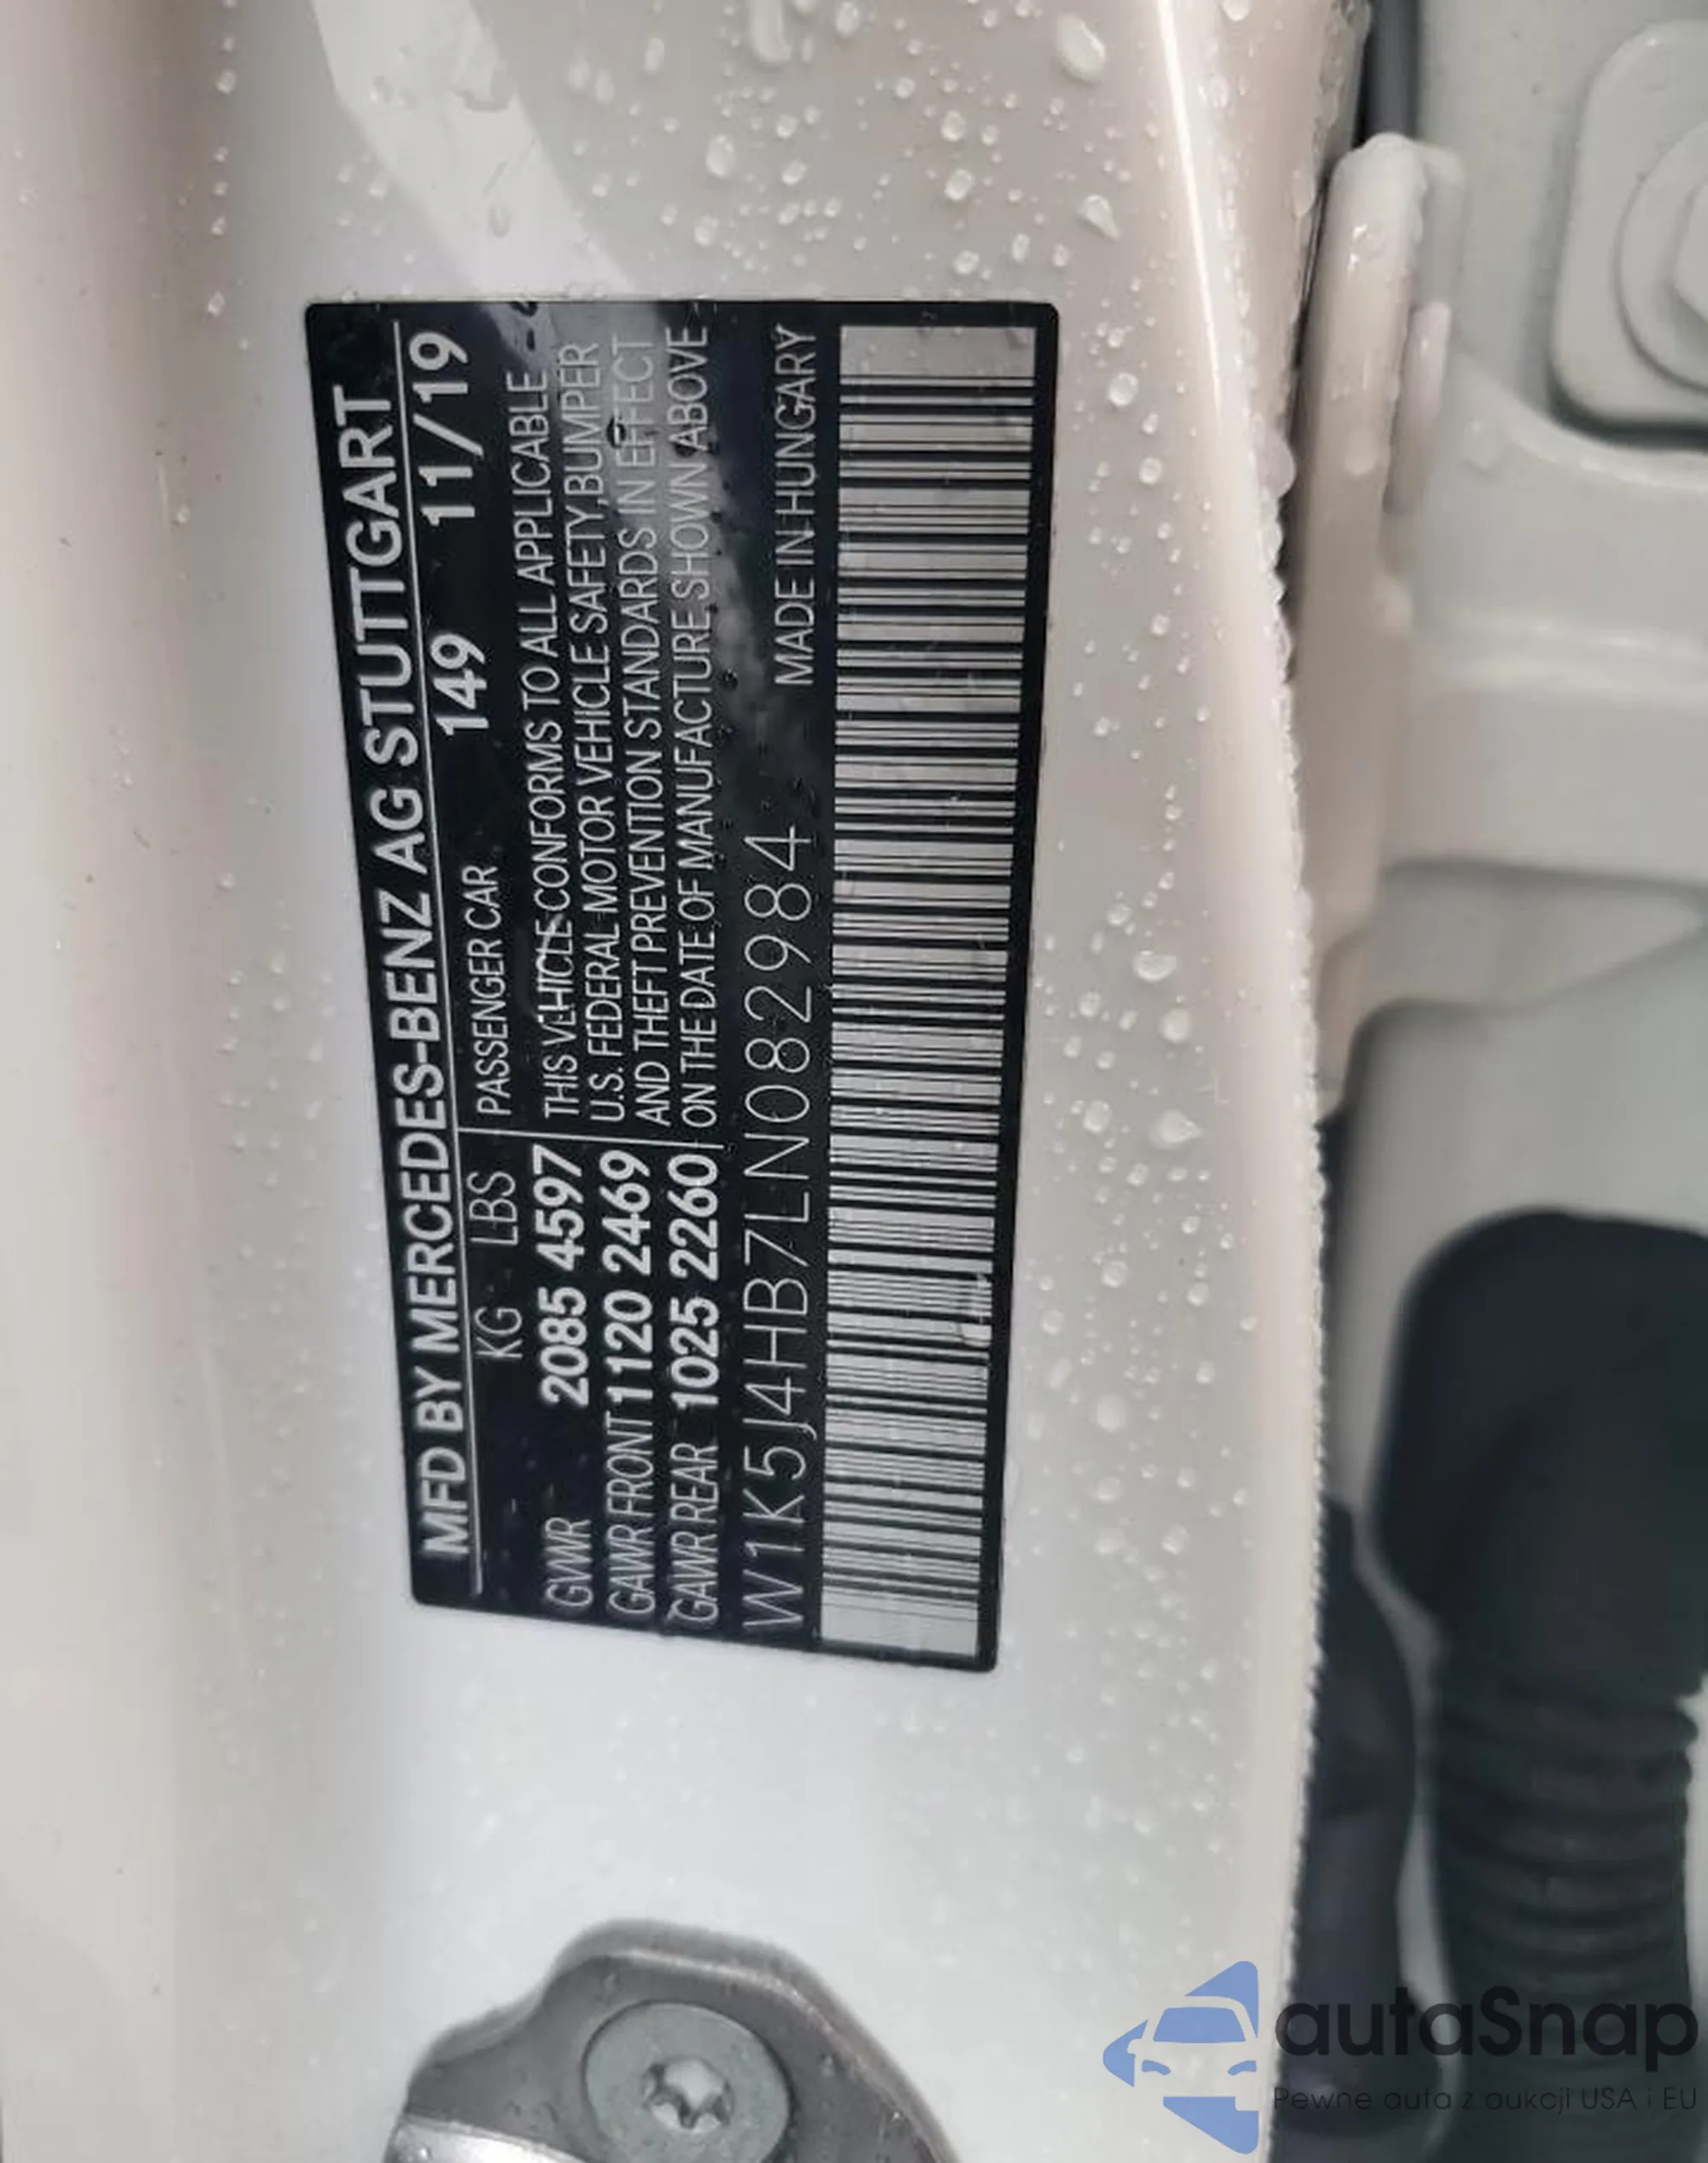 MFD BY MERCEDES-BENZ AG STUTTGART
KG LBS PASSENGER CAR 149 11/19
GVWR 2085 4597 THIS VEHICLE CONFORMS TO ALL APPLICABLE
GAWR FRONT 1120 2469 U.S. FEDERAL MOTOR VEHICLE SAFETY, BUMPER
AND THEFT PREVENTION STANDARDS IN EFFECT
GAWR REAR 1025 2260 ON THE DATE OF MANUFACTURE SHOWN ABOVE
W1K5J4HB7LN082984 MADE IN HUNGARY
autaSnap
Pewne auta z aukcji USA i EU